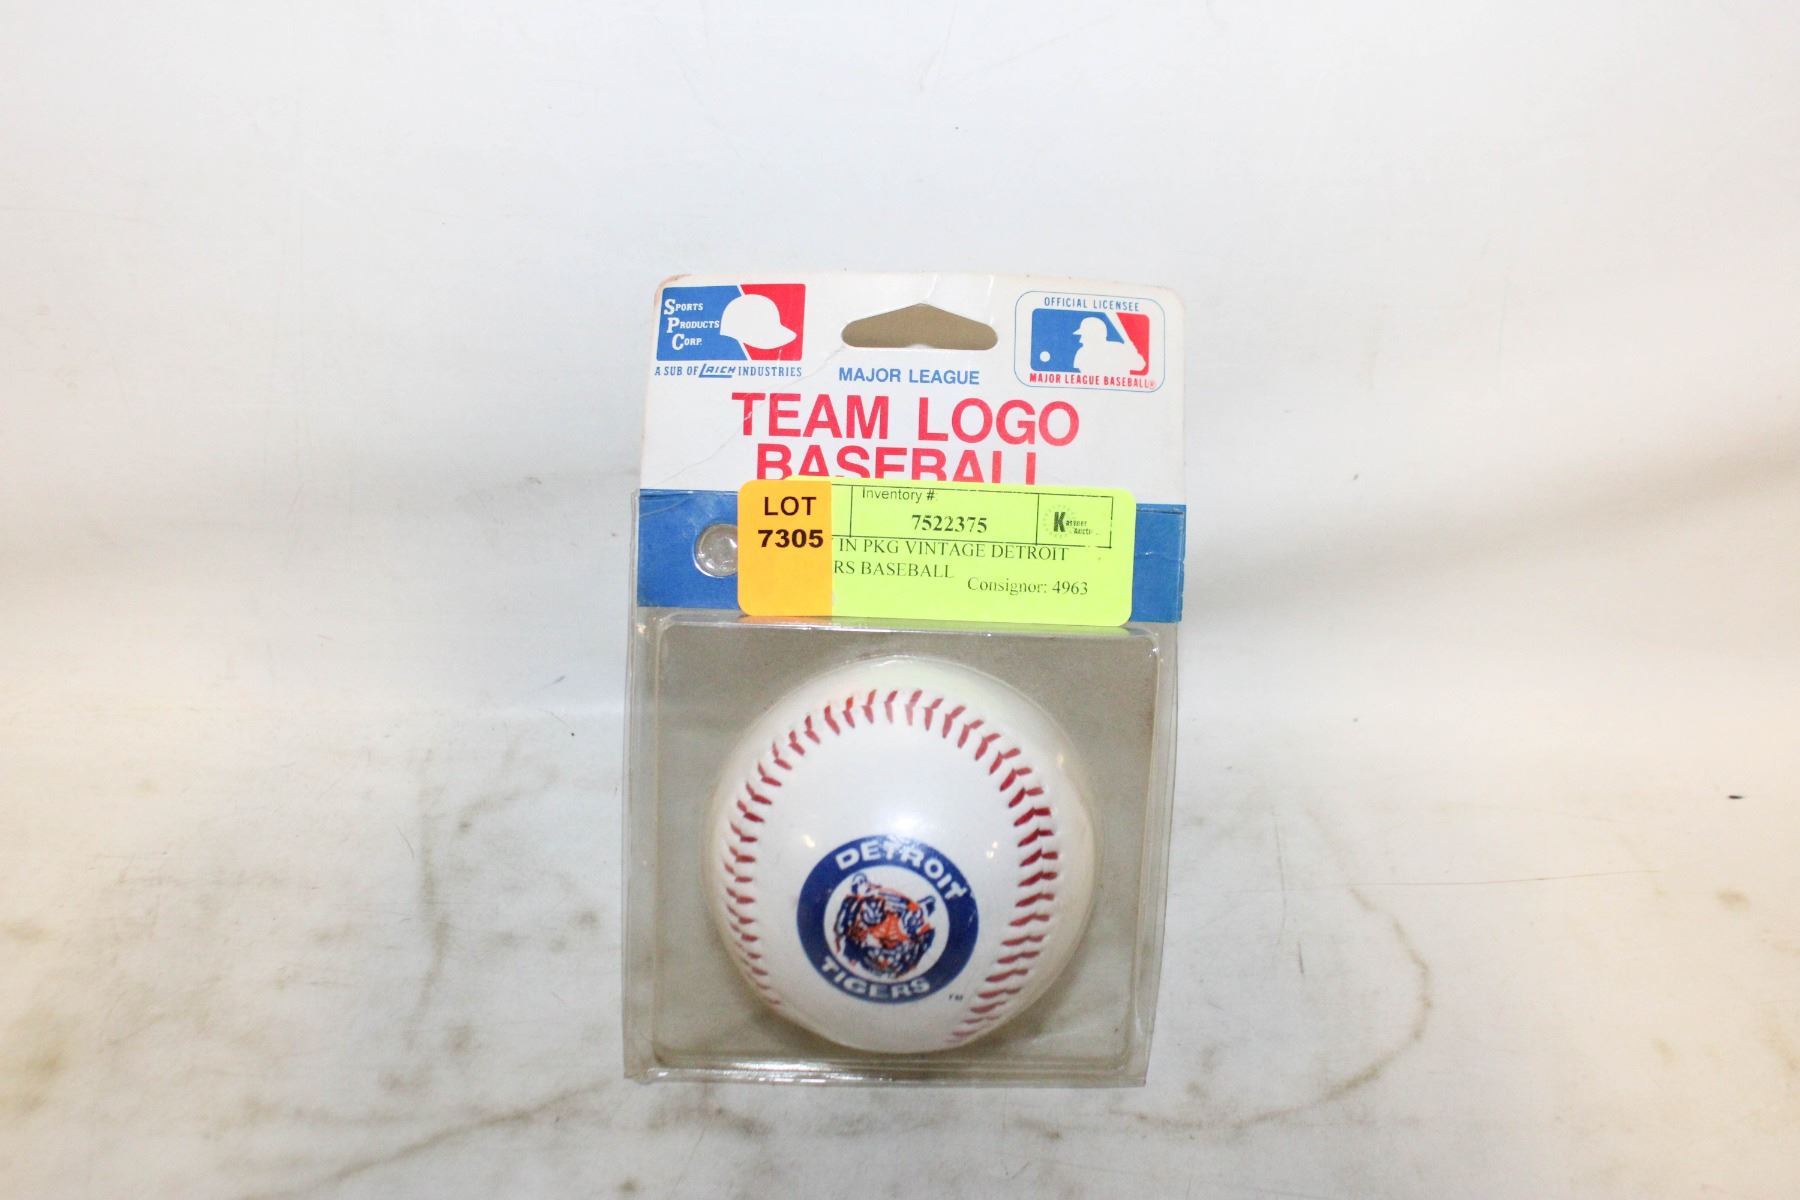 SPORTS
PRODUCTS
CORP.
A SUB OF LAICH INDUSTRIES
OFFICIAL LICENSEE
MAJOR LEAGUE BASEBALL®
MAJOR LEAGUE
TEAM LOGO
BASEBALL
LOT
7305
Inventory #:
7522375
IN PKG VINTAGE DETROIT
RS BASEBALL
Consignor: 4963
DETROIT
TIGERS
TM